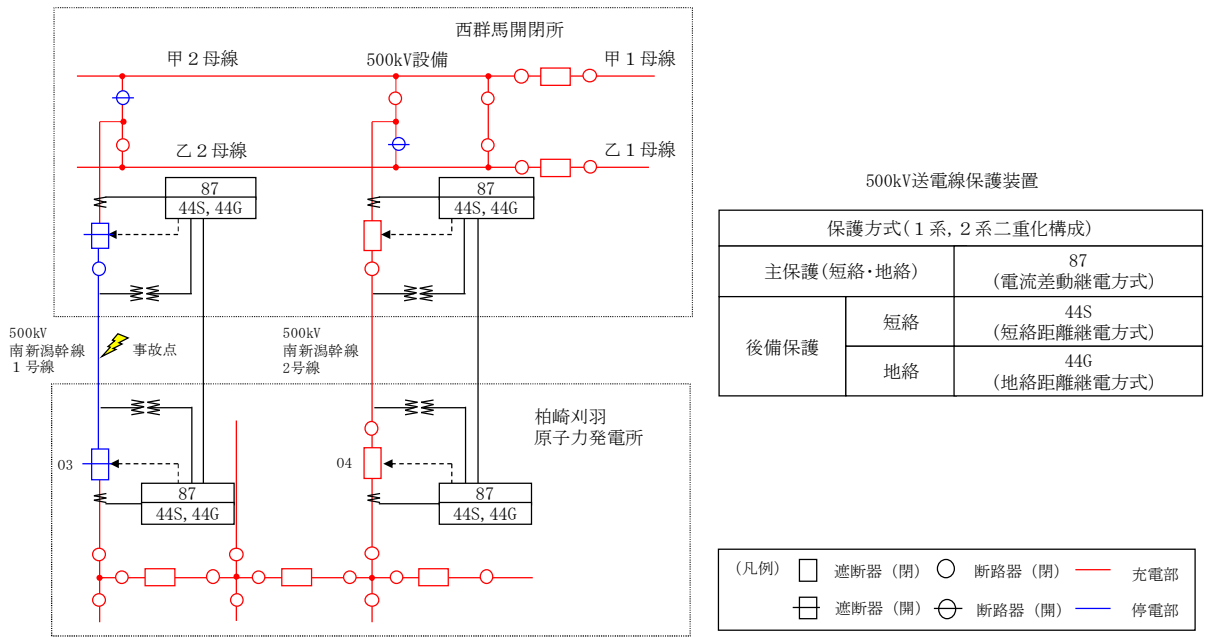 西群馬開閉所
甲２母線
500kV設備
甲１母線
乙２母線
乙１母線
87
44S,44G
87
44S,44G
500kV
南新潟幹線
１号線
事故点
500kV
南新潟幹線
2号線
柏崎刈羽
原子力発電所
03
04
87
44S,44G
87
44S,44G
500kV送電線保護装置
保護方式(１系,２系二重化構成)
主保護(短絡・地絡)
87
(電流差動継電方式)
後備保護
短絡
44S
(短絡距離継電方式)
地絡
44G
(地絡距離継電方式)
(凡例) 遮断器（閉） 断路器（閉） 充電部
遮断器（開） 断路器（開） 停電部